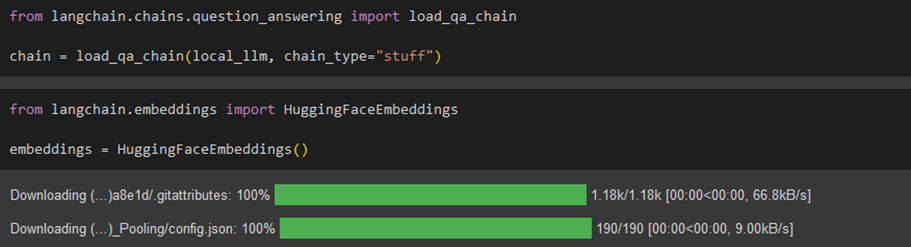 from langchain.chains.question_answering import load_qa_chain
chain = load_qa_chain(local_llm, chain_type="stuff")
from langchain.embeddings import HuggingFaceEmbeddings
embeddings = HuggingFaceEmbeddings()
Downloading (…)a8e1d/.gitattributes: 100% 1.18k/1.18k [00:00<00:00, 66.8kB/s]
Downloading (…)_Pooling/config.json: 100% 190/190 [00:00<00:00, 9.00kB/s]